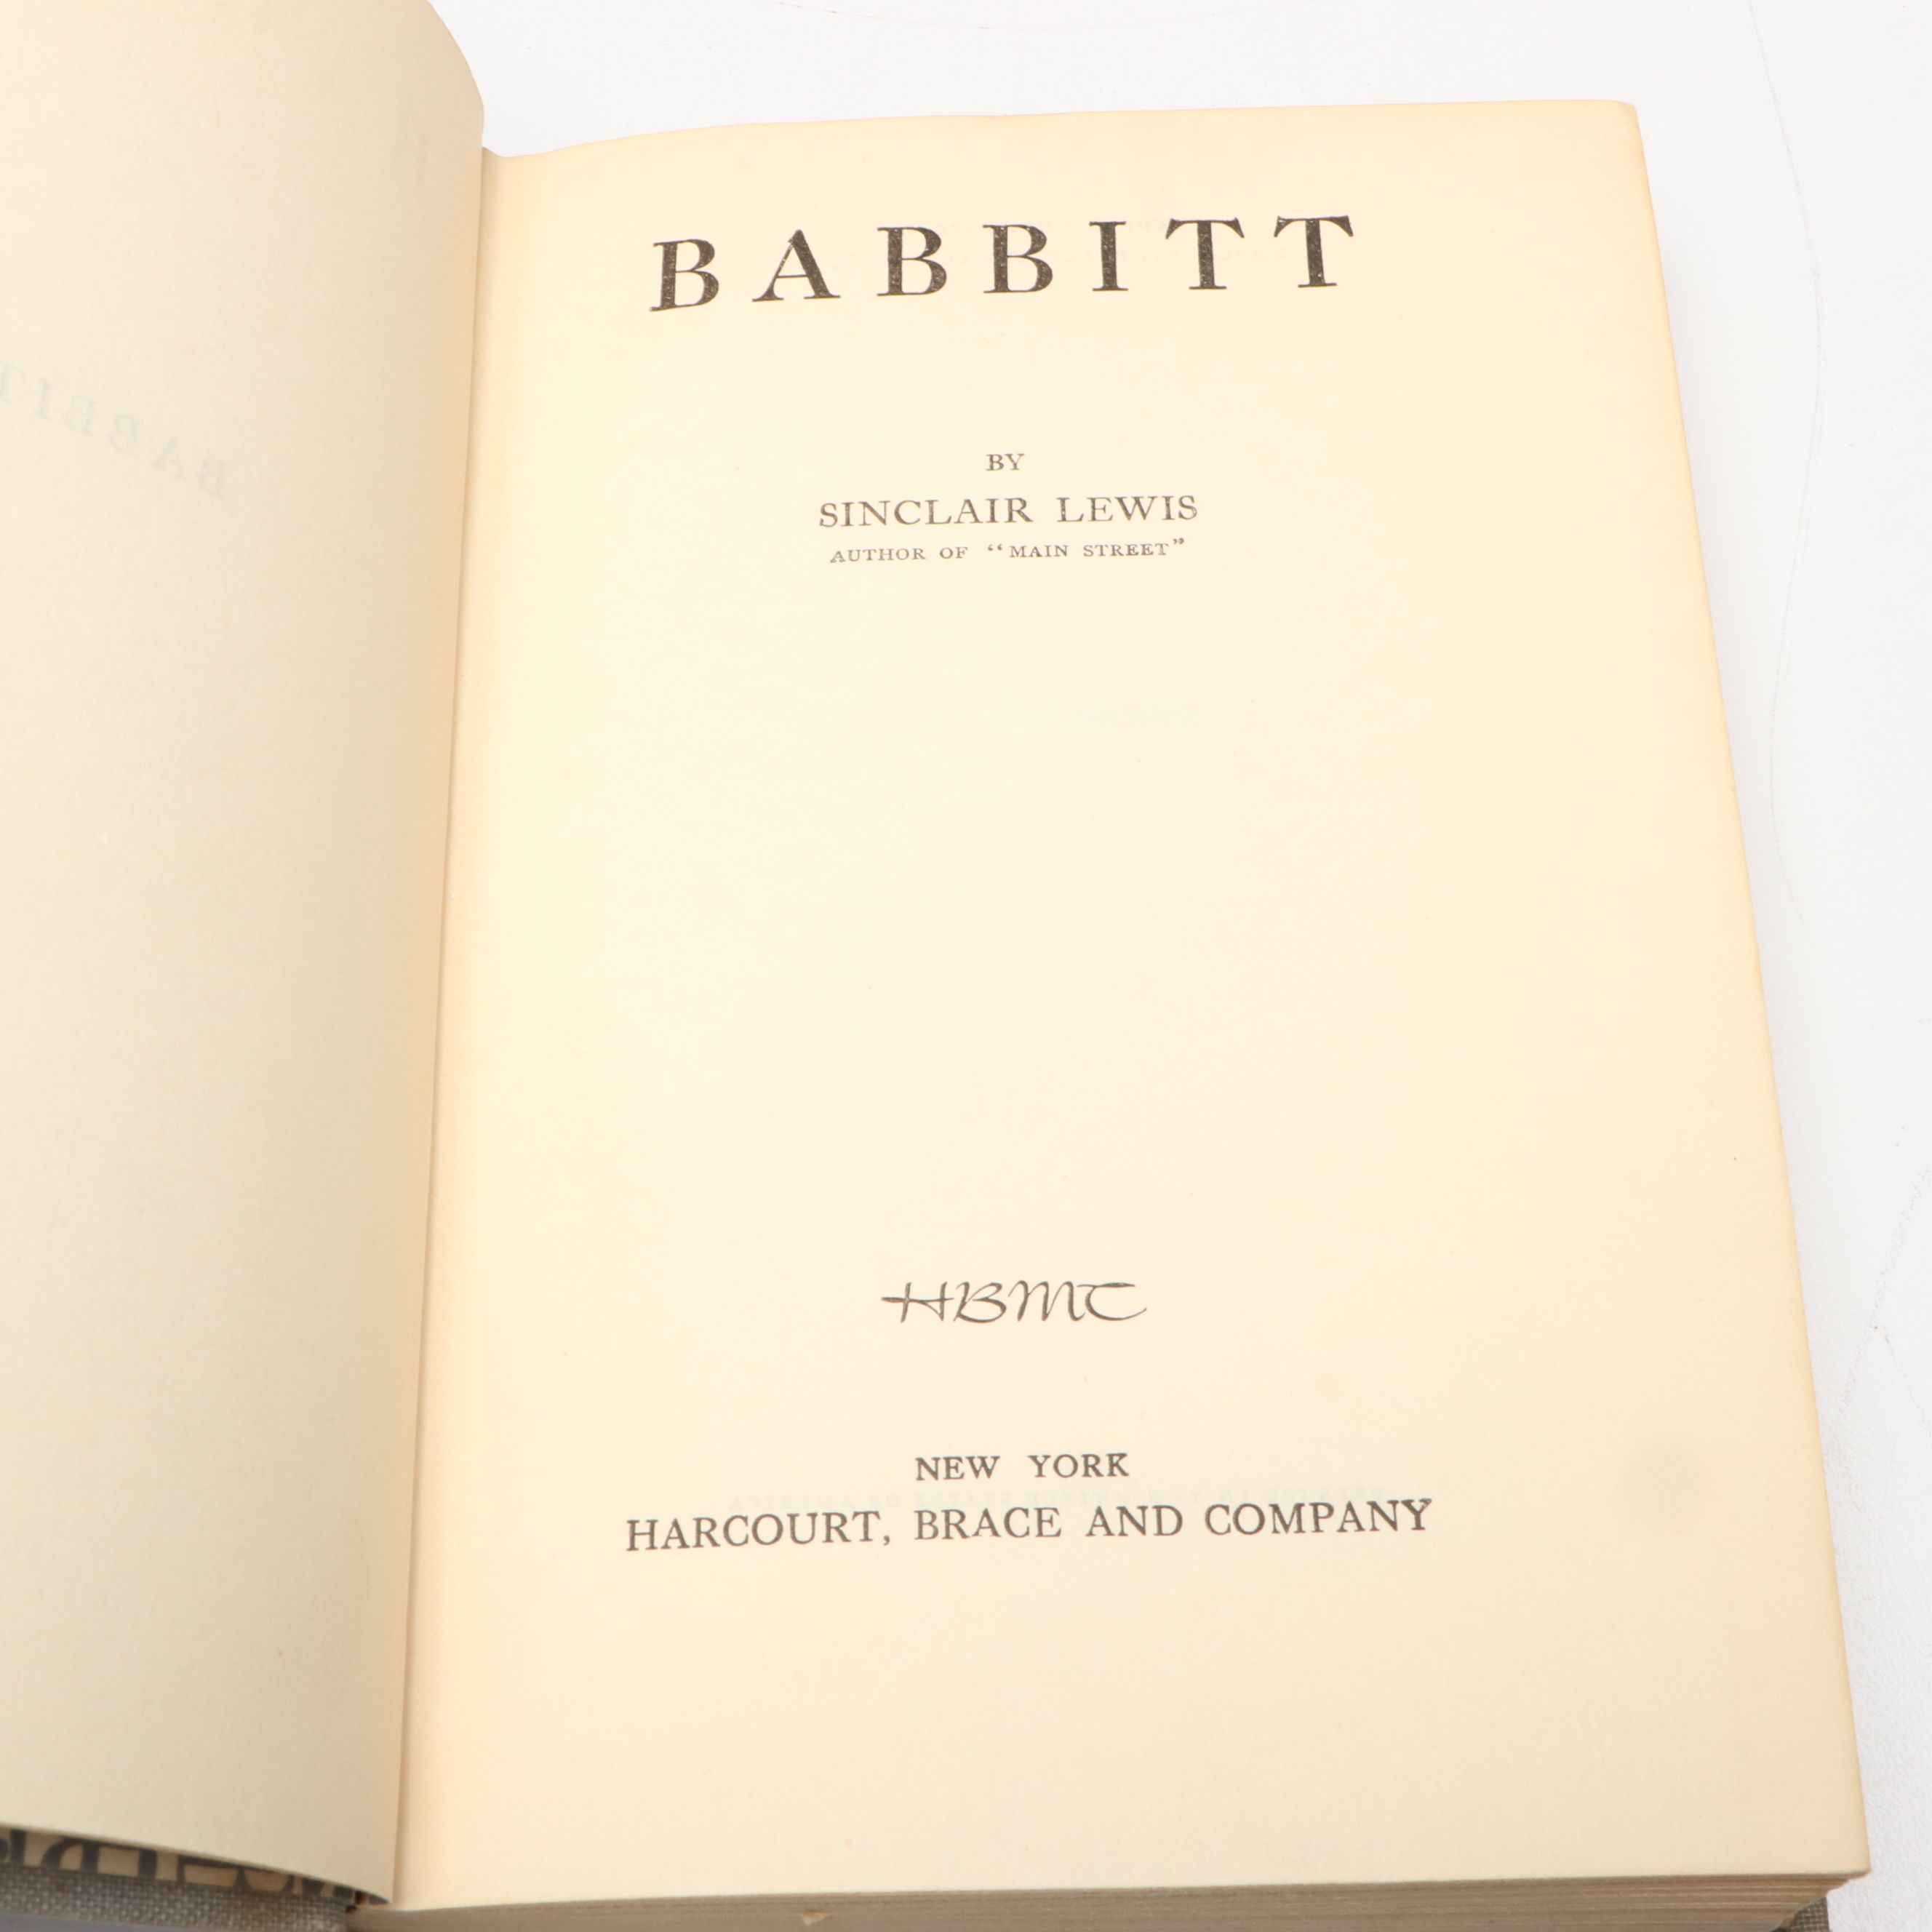 BABBITT
BY
SINCLAIR LEWIS
AUTHOR OF “MAIN STREET”
HBMC
NEW YORK
HARCOURT, BRACE AND COMPANY